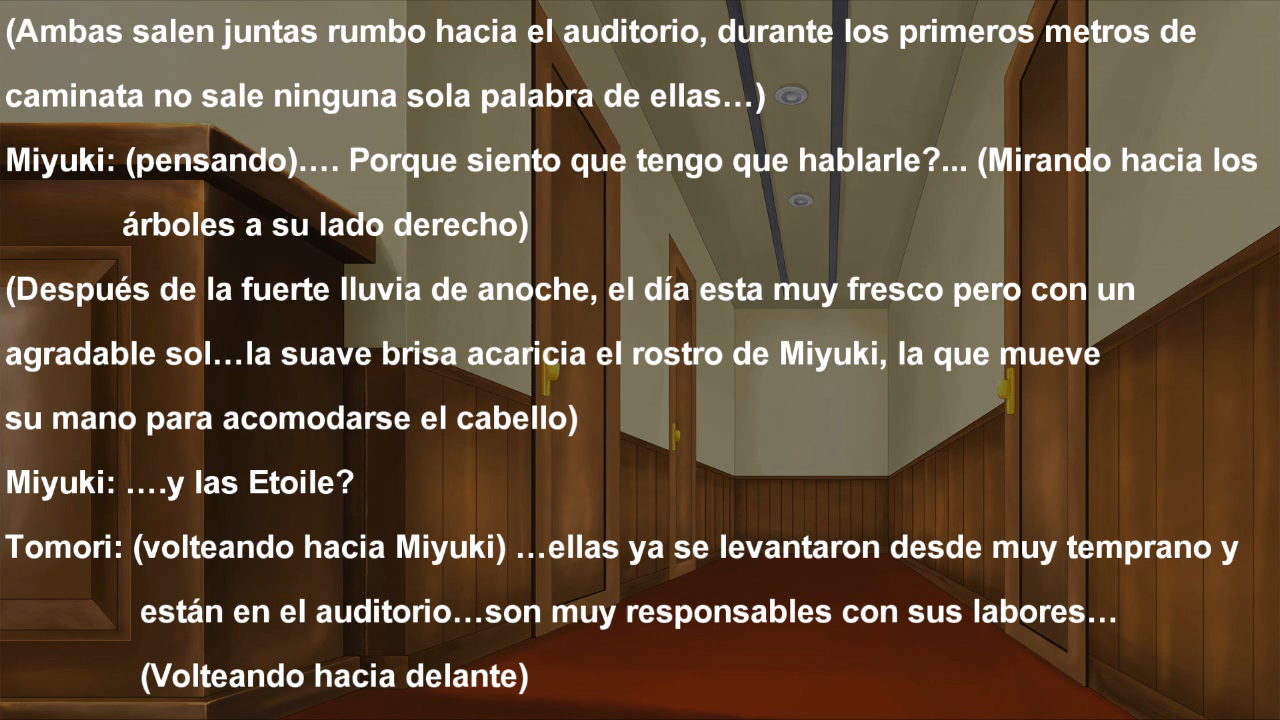 (Ambas salen juntas rumbo hacia el auditorio, durante los primeros metros de
caminata no sale ninguna sola palabra de ellas…)
Miyuki: (pensando)…. Porque siento que tengo que hablarle?... (Mirando hacia los
árboles a su lado derecho)
(Después de la fuerte lluvia de anoche, el día esta muy fresco pero con un
agradable sol…la suave brisa acaricia el rostro de Miyuki, la que mueve
su mano para acomodarse el cabello)
Miyuki: ….y las Etoile?
Tomori: (volteando hacia Miyuki) …ellas ya se levantaron desde muy temprano y
están en el auditorio…son muy responsables con sus labores…
(Volteando hacia delante)